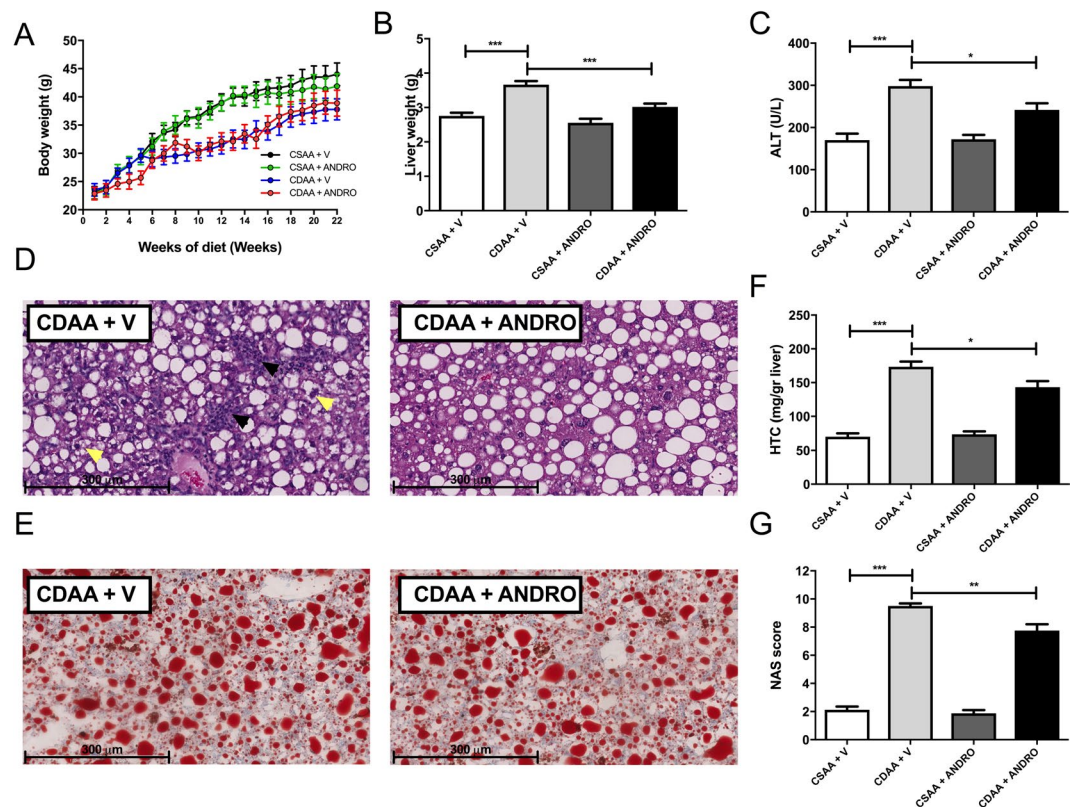 A
Body weight (g)
50
45
40
35
30
25
20
0 2 4 6 8 10 12 14 16 18 20 22
Weeks of diet (Weeks)
CSAA + V
CSAA + ANDRO
CDAA + V
CDAA + ANDRO
B
Liver weight (g)
6
5
4
3
2
1
0
***
***
CSAA + V
CDAA + V
CSAA + ANDRO
CDAA + ANDRO
C
ALT (U/L)
400
300
200
100
0
***
*
CSAA + V
CDAA + V
CSAA + ANDRO
CDAA + ANDRO
D
CDAA + V
300 μm
CDAA + ANDRO
300 μm
E
CDAA + V
300 μm
CDAA + ANDRO
300 μm
F
HTC (mg/gr liver)
250
200
150
100
50
0
***
*
CSAA + V
CDAA + V
CSAA + ANDRO
CDAA + ANDRO
G
NAS score
12
10
8
6
4
2
0
***
**
CSAA + V
CDAA + V
CSAA + ANDRO
CDAA + ANDRO